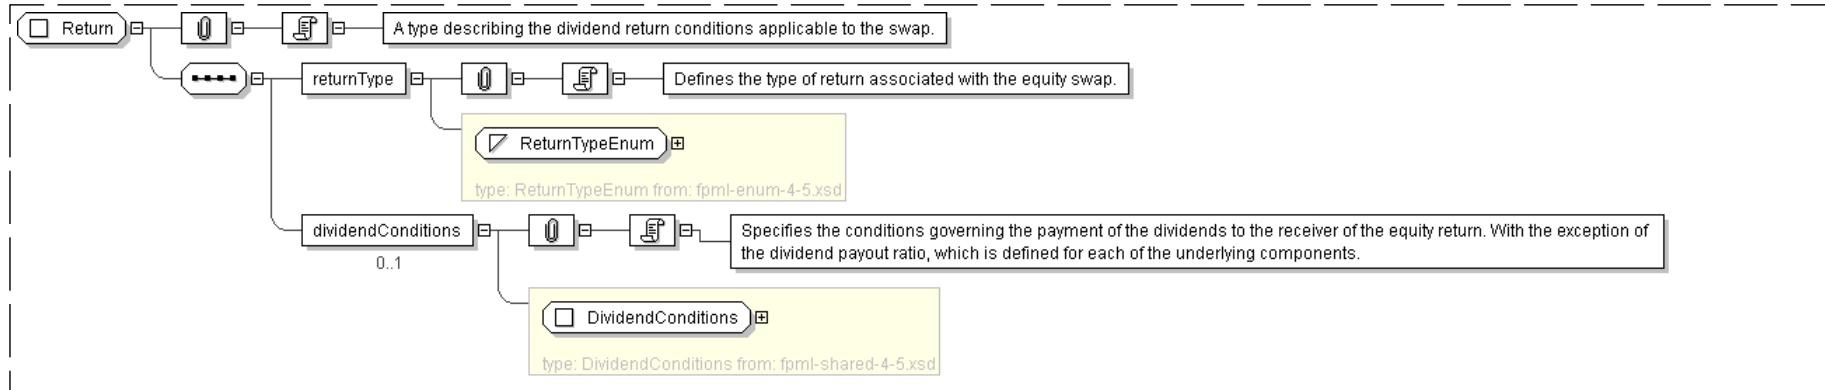 Return
A type describing the dividend return conditions applicable to the swap.
returnType
Defines the type of return associated with the equity swap.
ReturnTypeEnum
type: ReturnTypeEnum from: fpml-enum-4-5.xsd
dividendConditions
0..1
Specifies the conditions governing the payment of the dividends to the receiver of the equity return. With the exception of
the dividend payout ratio, which is defined for each of the underlying components.
DividendConditions
type: DividendConditions from: fpml-shared-4-5.xsd